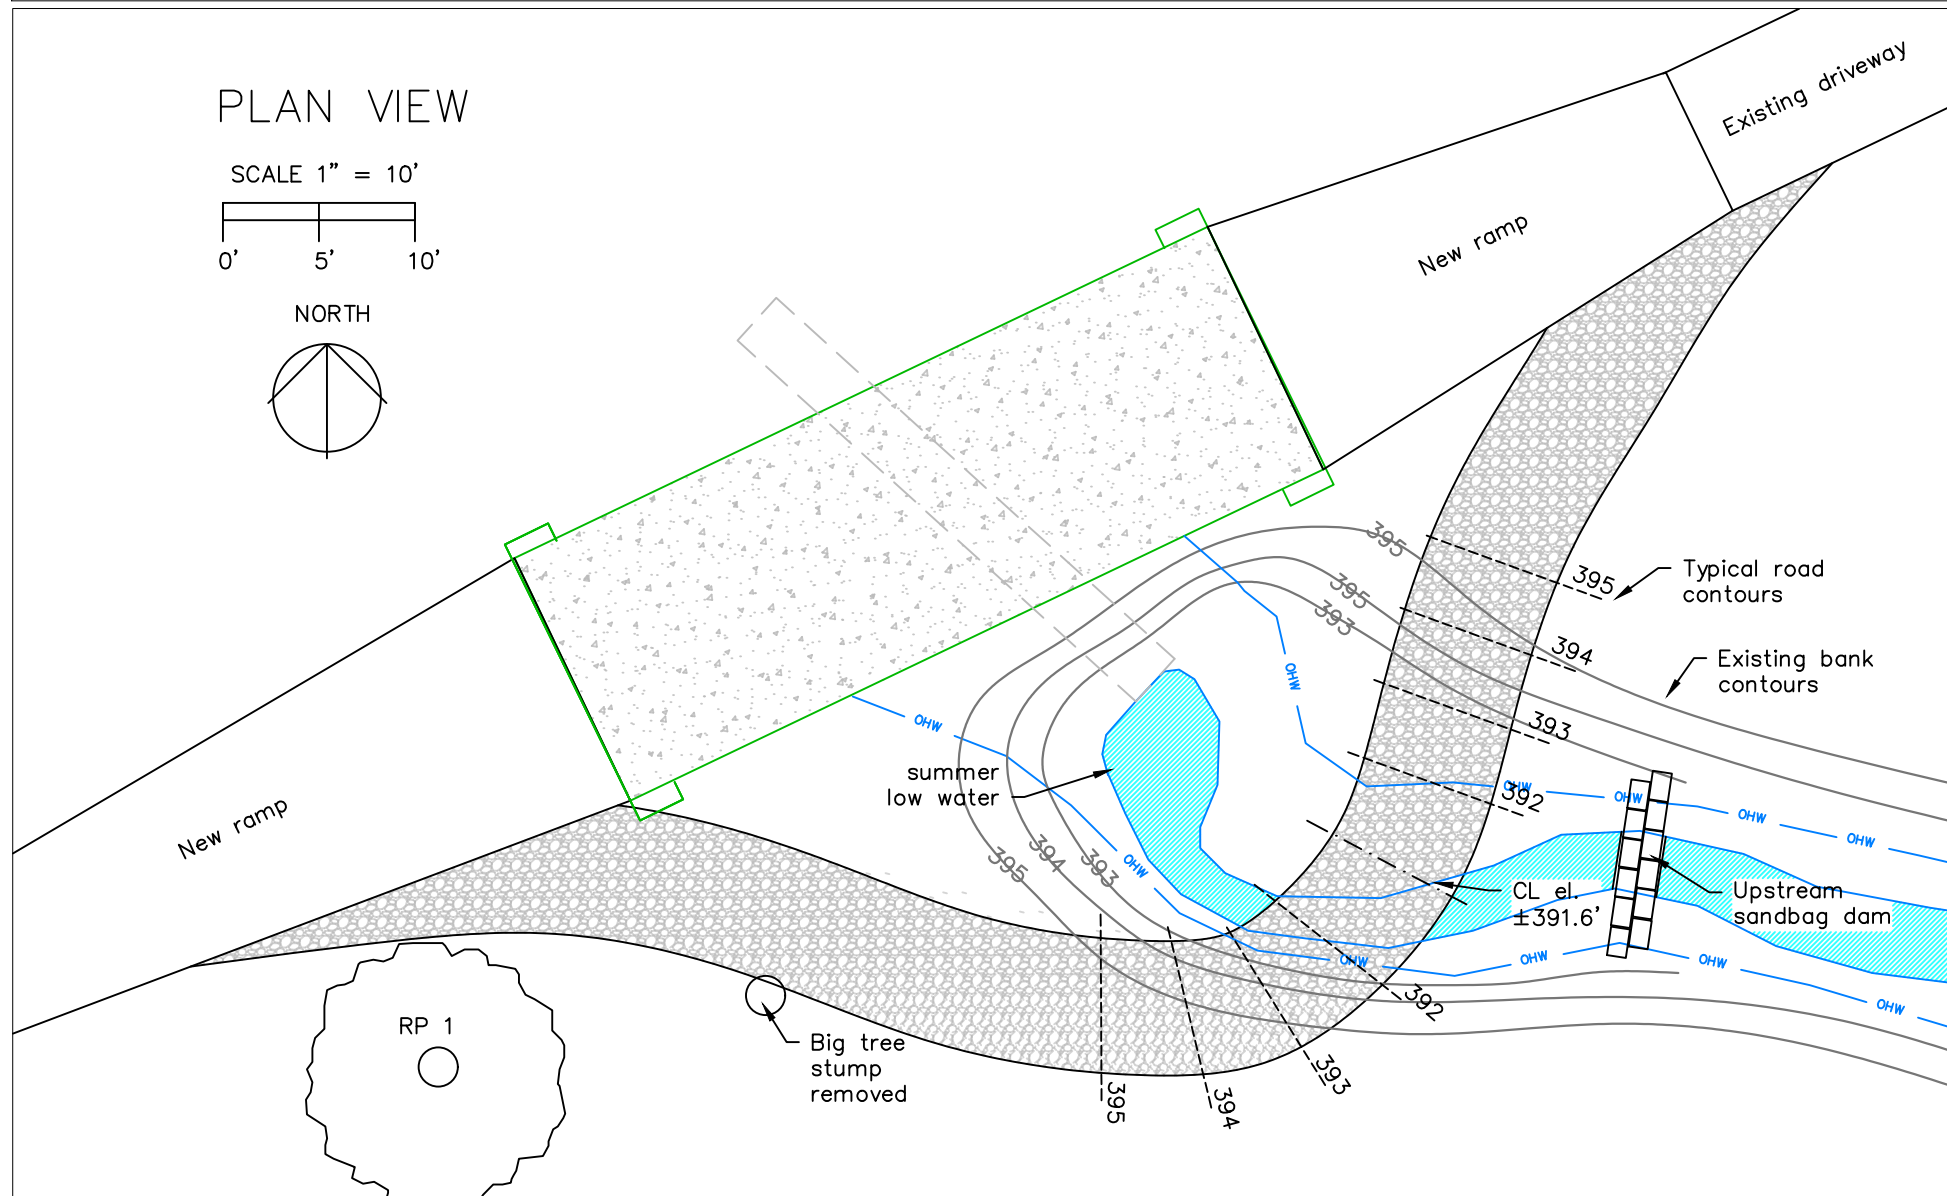 PLAN VIEW
SCALE 1" = 10'
0' 5' 10'
NORTH
Existing driveway
New ramp
395
395
393
395
394
393
392
Typical road
contours
Existing bank
contours
OHW
OHW
OHW
OHW
OHW
OHW
OHW
summer
low water
New ramp
395
394
393
CL el.
±391.6'
Upstream
sandbag dam
OHW
OHW
OHW
OHW
392
393
394
395
RP 1
Big tree
stump
removed